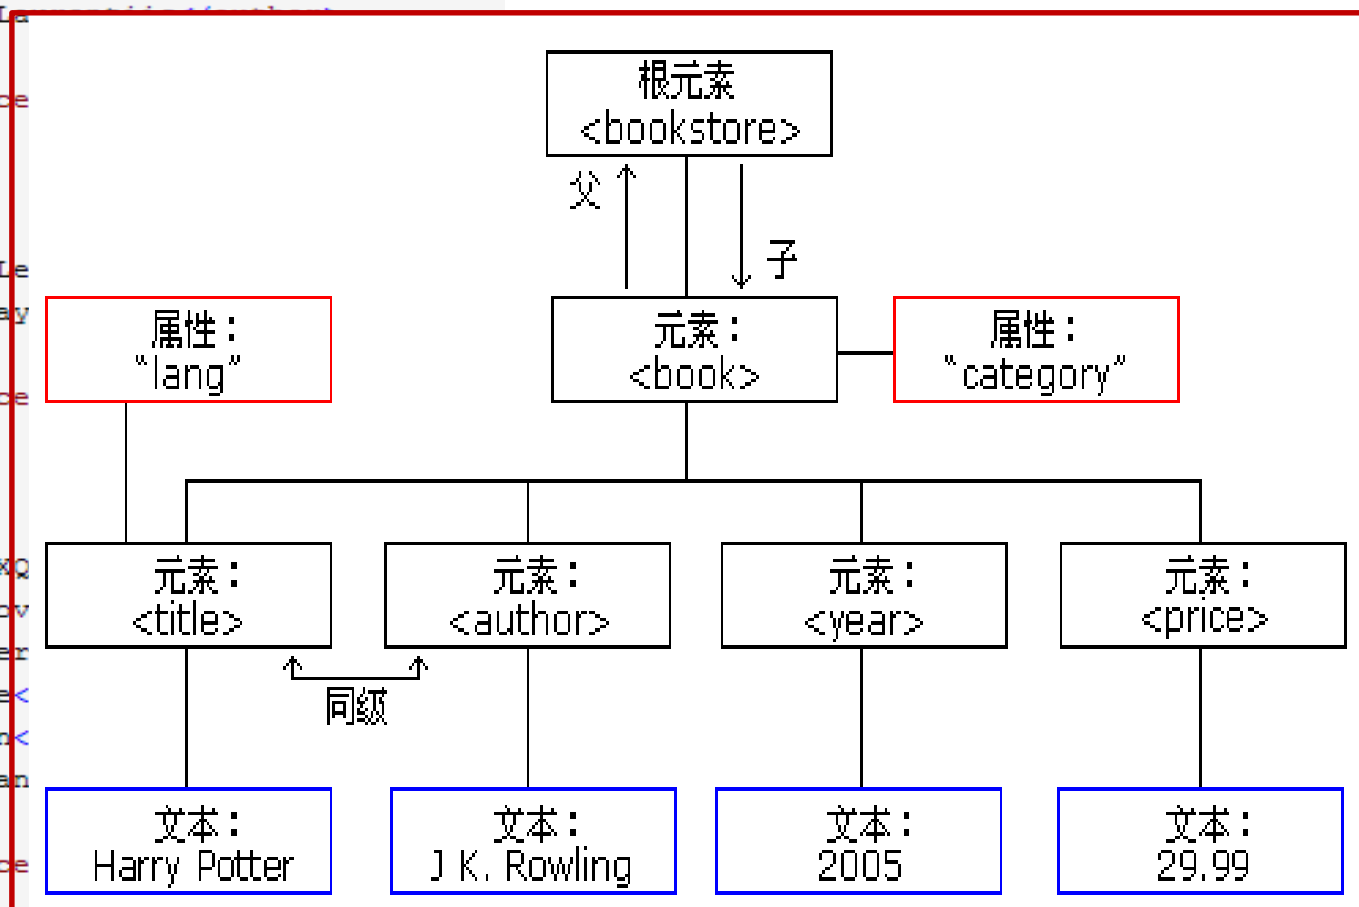 根元素
<bookstore>
父
子
属性：
“lang”
元素：
<book>
属性：
“category”
元素：
<title>
元素：
<author>
元素：
<year>
元素：
<price>
同级
文本：
Harry Potter
文本：
J K. Rowling
文本：
2005
文本：
29.99